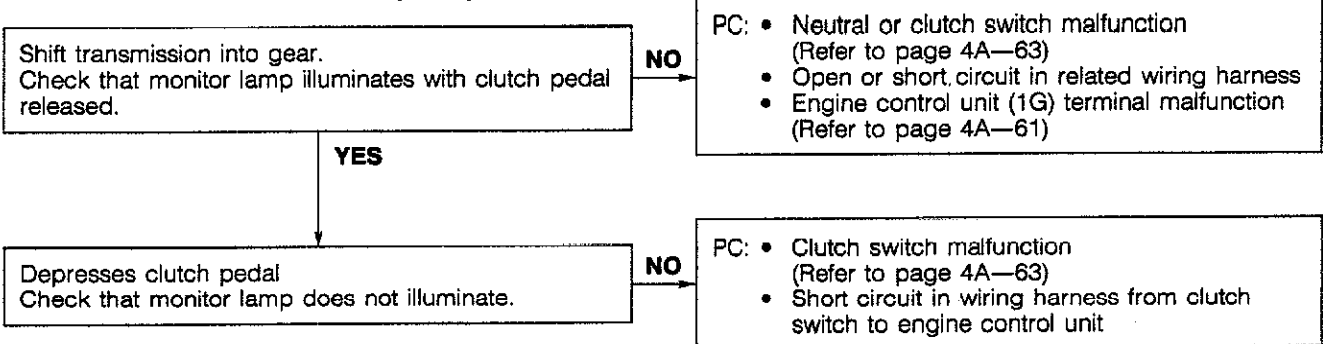 Shift transmission into gear.
Check that monitor lamp illuminates with clutch pedal
released.
NO
PC: • Neutral or clutch switch malfunction
(Refer to page 4A—63)
• Open or short circuit in related wiring harness
• Engine control unit (1G) terminal malfunction
(Refer to page 4A—61)
YES
Depresses clutch pedal
Check that monitor lamp does not illuminate.
NO
PC: • Clutch switch malfunction
(Refer to page 4A—63)
• Short circuit in wiring harness from clutch
switch to engine control unit